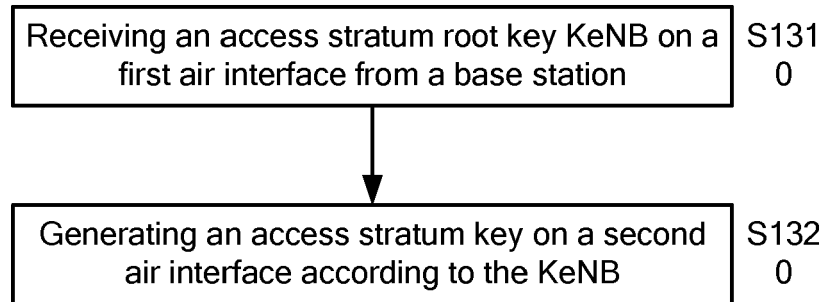 Receiving an access stratum root key KeNB on a
first air interface from a base station
S131
0
Generating an access stratum key on a second
air interface according to the KeNB
S132
0